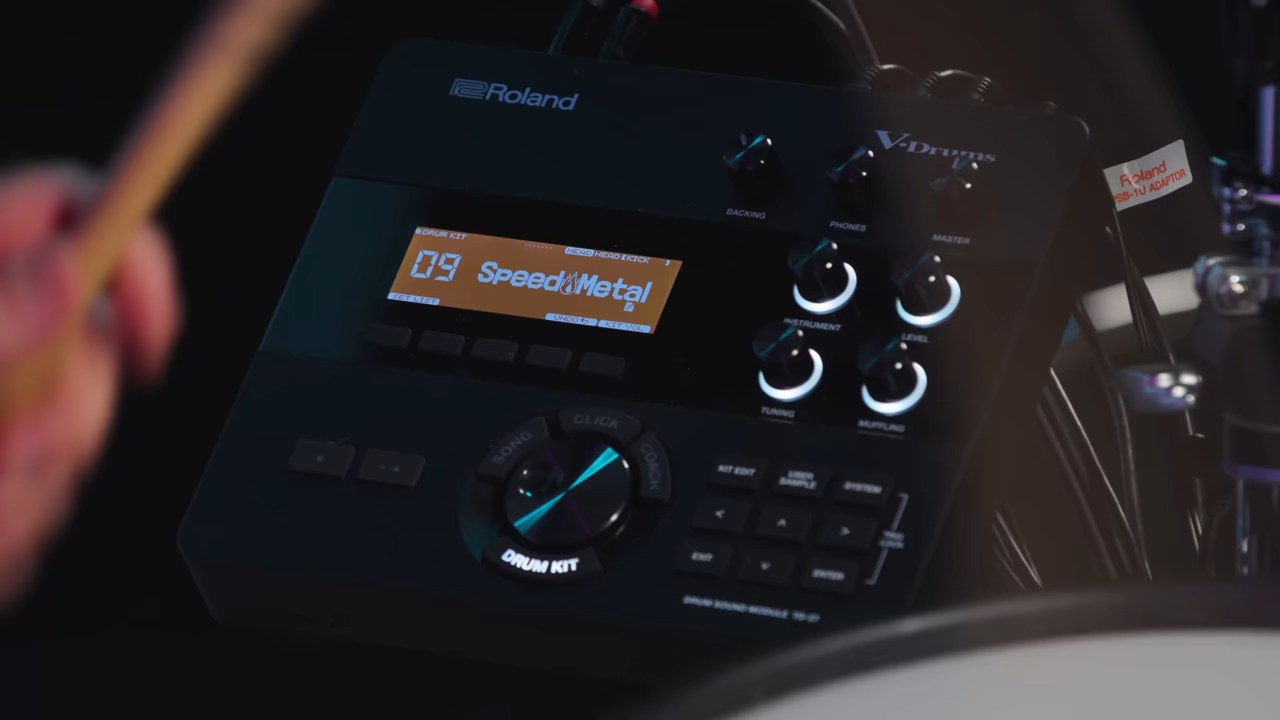 Roland
V-Drums
BACKING
PHONES
MASTER
Roland
PSB-1U ADAPTOR
DRUM KIT
HEAD HEAD KICK
09 Speed Metal
SET LIST
UNDO
KIT VOL
INSTRUMENT
LEVEL
TUNING
MUFFLING
SONG
CLICK
COACH
DRUM KIT
KIT EDIT
USER
SAMPLE
SYSTEM
EXIT
ENTER
DRUM SOUND MODULE TD-27